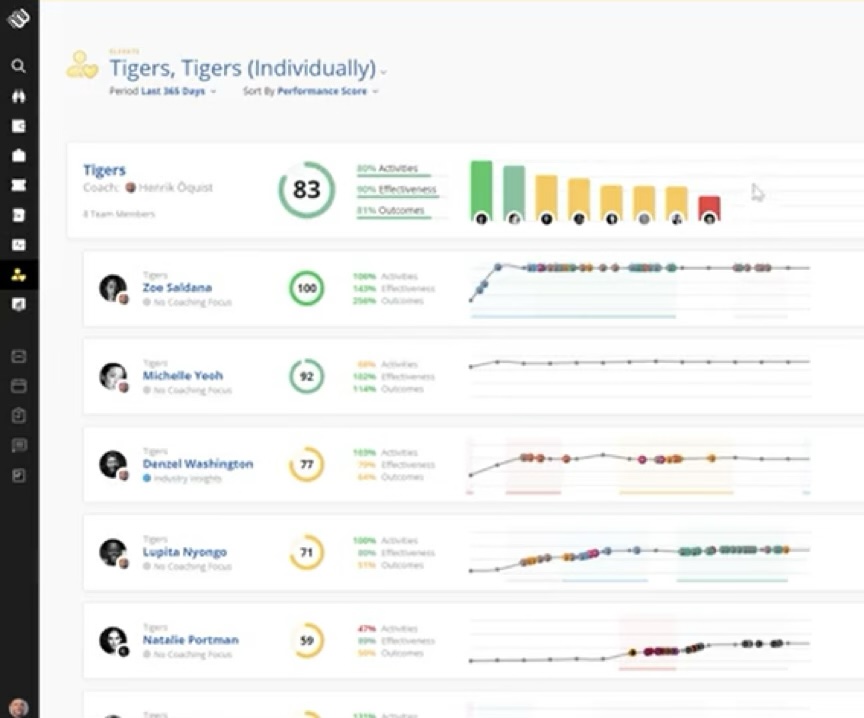 ELEVATE
Tigers, Tigers (Individually)
Period Last 365 Days
Sort By Performance Score
Tigers
Coach: Henrik Öquist
8 Team Members
83
80% Activities
90% Effectiveness
81% Outcomes
Tigers
Zoe Saldana
No Coaching Focus
100
106% Activities
143% Effectiveness
256% Outcomes
Tigers
Michelle Yeoh
No Coaching Focus
92
Activities
102% Effectiveness
114% Outcomes
Tigers
Denzel Washington
Industry Insights
77
103% Activities
79% Effectiveness
64% Outcomes
Tigers
Lupita Nyongo
No Coaching Focus
71
100% Activities
80% Effectiveness
51% Outcomes
Tigers
Natalie Portman
No Coaching Focus
59
47% Activities
89% Effectiveness
50% Outcomes
Tigers
Activities